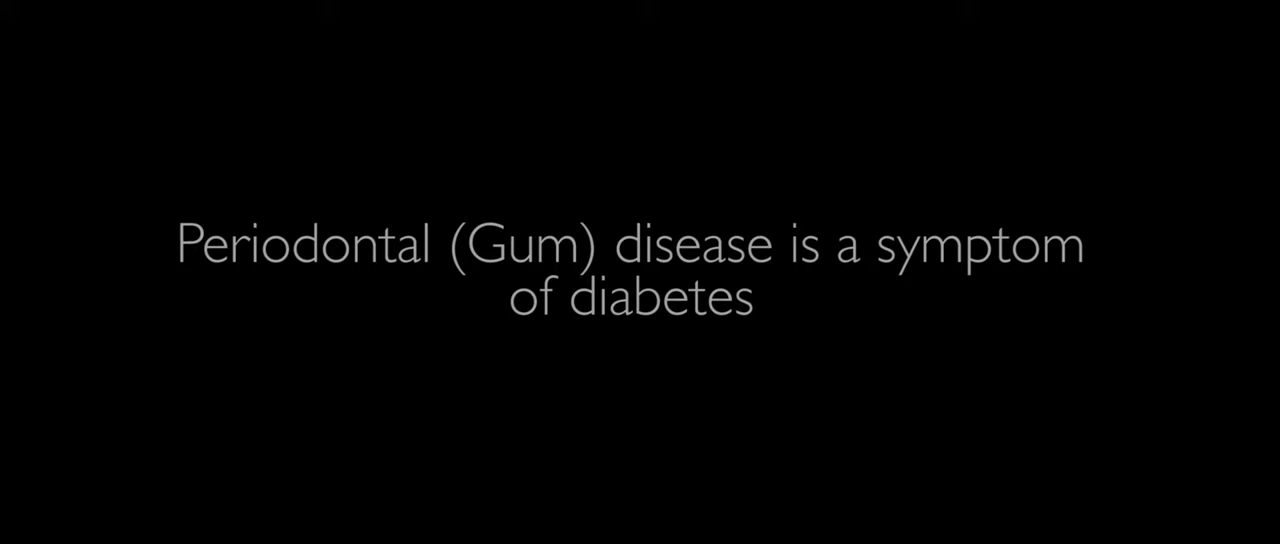 Periodontal (Gum) disease is a symptom
of diabetes